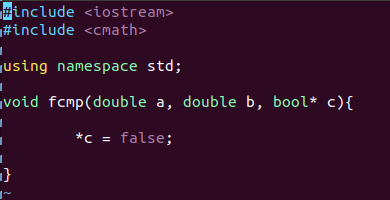 #include <iostream>
#include <cmath>
using namespace std;
void fcmp(double a, double b, bool* c){
*c = false;
}
~